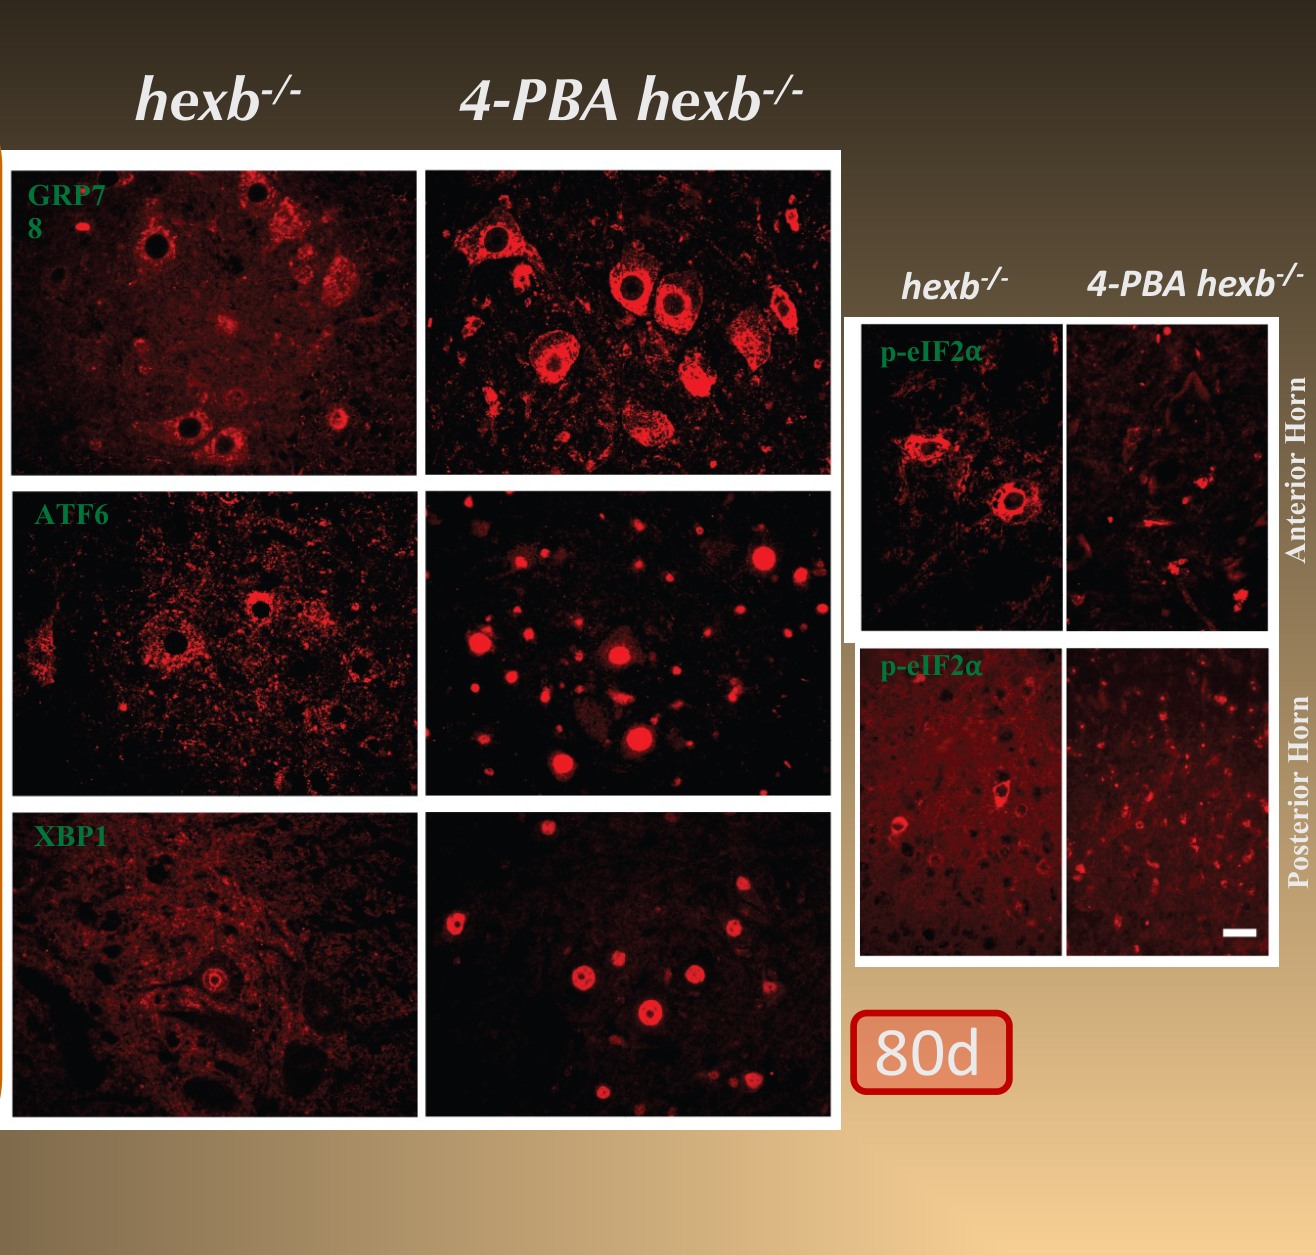 hexb-/-
4-PBA hexb-/-
GRP7
8
ATF6
XBP1
hexb-/-
4-PBA hexb-/-
p-eIF2α
Anterior Horn
p-eIF2α
Posterior Horn
80d